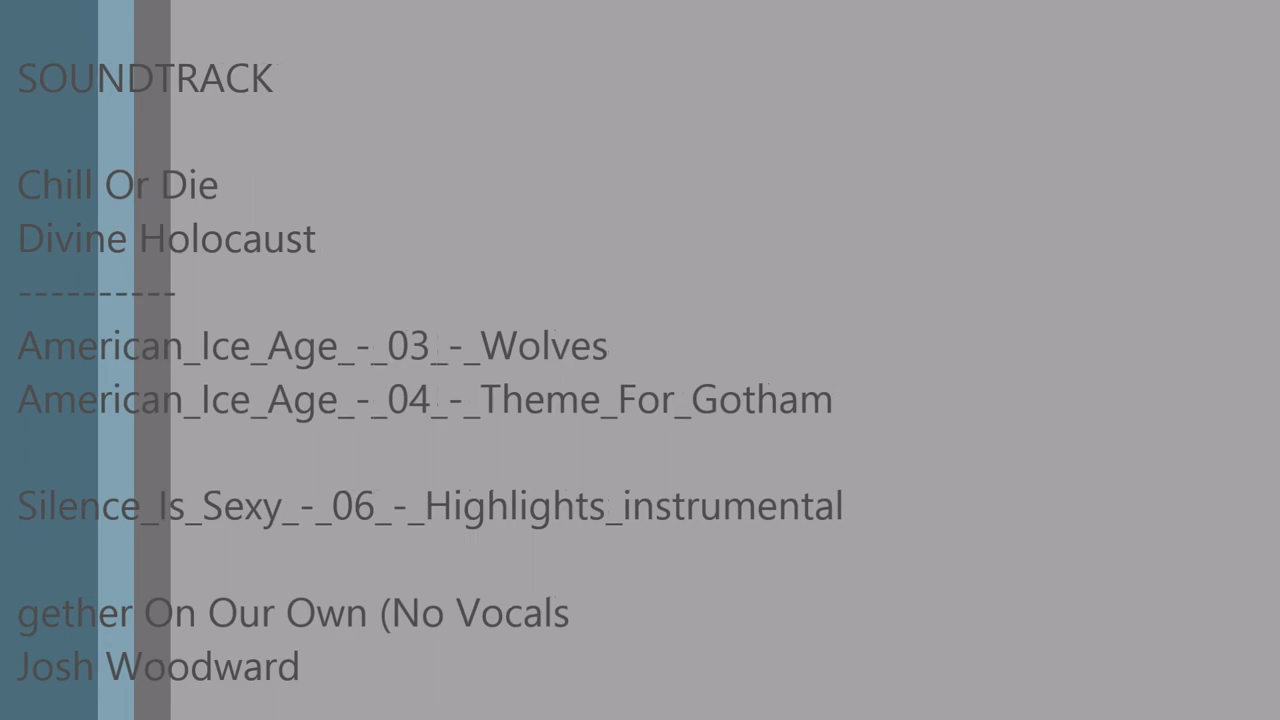 SOUNDTRACK
Chill Or Die
Divine Holocaust
----------
American_Ice_Age_-_03_-_Wolves
American_Ice_Age_-_04_-_Theme_For_Gotham
Silence_Is_Sexy_-_06_-_Highlights_instrumental
gether On Our Own (No Vocals
Josh Woodward